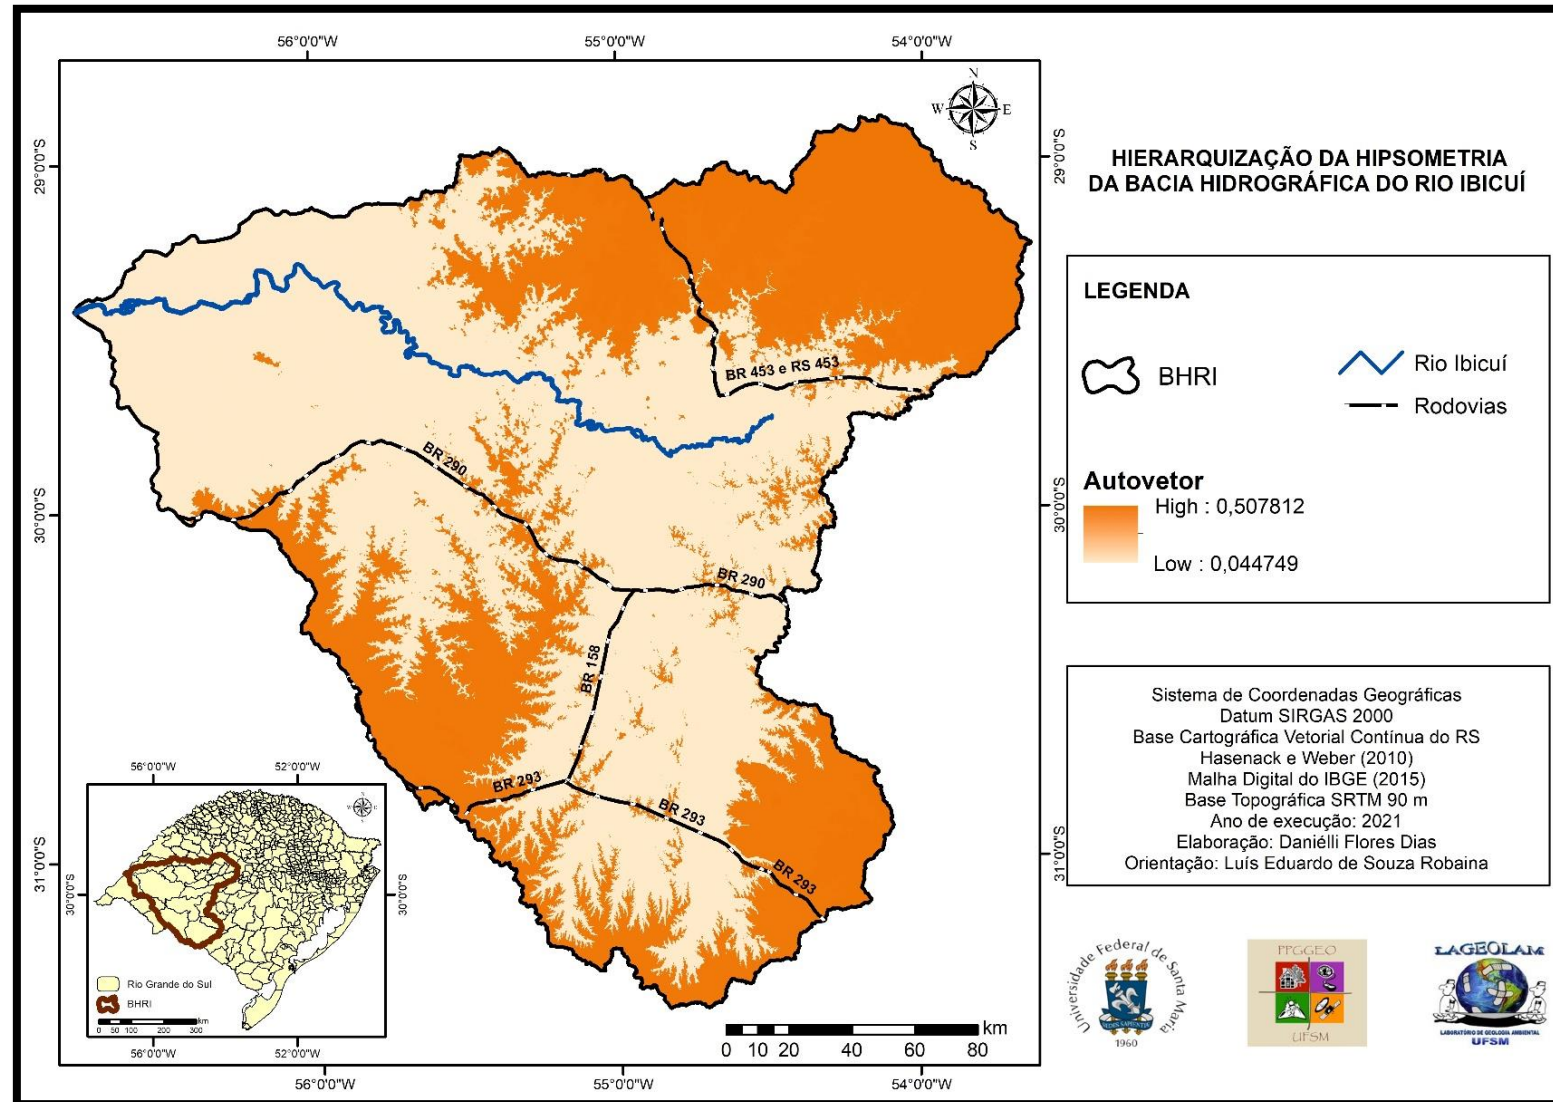 56°0'0"W
55°0'0"W
54°0'0"W
29°0'0"S
30°0'0"S
31°0'0"S
N
W
E
S
29°0'0"S
30°0'0"S
31°0'0"S
BR 453 e RS 453
BR 290
BR 290
BR 158
BR 293
BR 293
BR 293
56°0'0"W
52°0'0"W
30°0'0"S
30°0'0"S
Rio Grande do Sul
BHRI
km
0 50 100 200 300
56°0'0"W
52°0'0"W
km
0 10 20 40 60 80
56°0'0"W
55°0'0"W
54°0'0"W
HIERARQUIZAÇÃO DA HIPSOMETRIA
DA BACIA HIDROGRÁFICA DO RIO IBICUÍ
LEGENDA
BHRI
Rio Ibicuí
Rodovias
Autovetor
High : 0,507812
Low : 0,044749
Sistema de Coordenadas Geográficas
Datum SIRGAS 2000
Base Cartográfica Vetorial Contínua do RS
Hasenack e Weber (2010)
Malha Digital do IBGE (2015)
Base Topográfica SRTM 90 m
Ano de execução: 2021
Elaboração: Daniélli Flores Dias
Orientação: Luís Eduardo de Souza Robaina
Universidade Federal de Santa Maria
SEDES SAPIENTIAE
1960
PPGGEO
UFSM
LAGEOLAM
LABORATÓRIO DE GEOLOGIA AMBIENTAL
UFSM